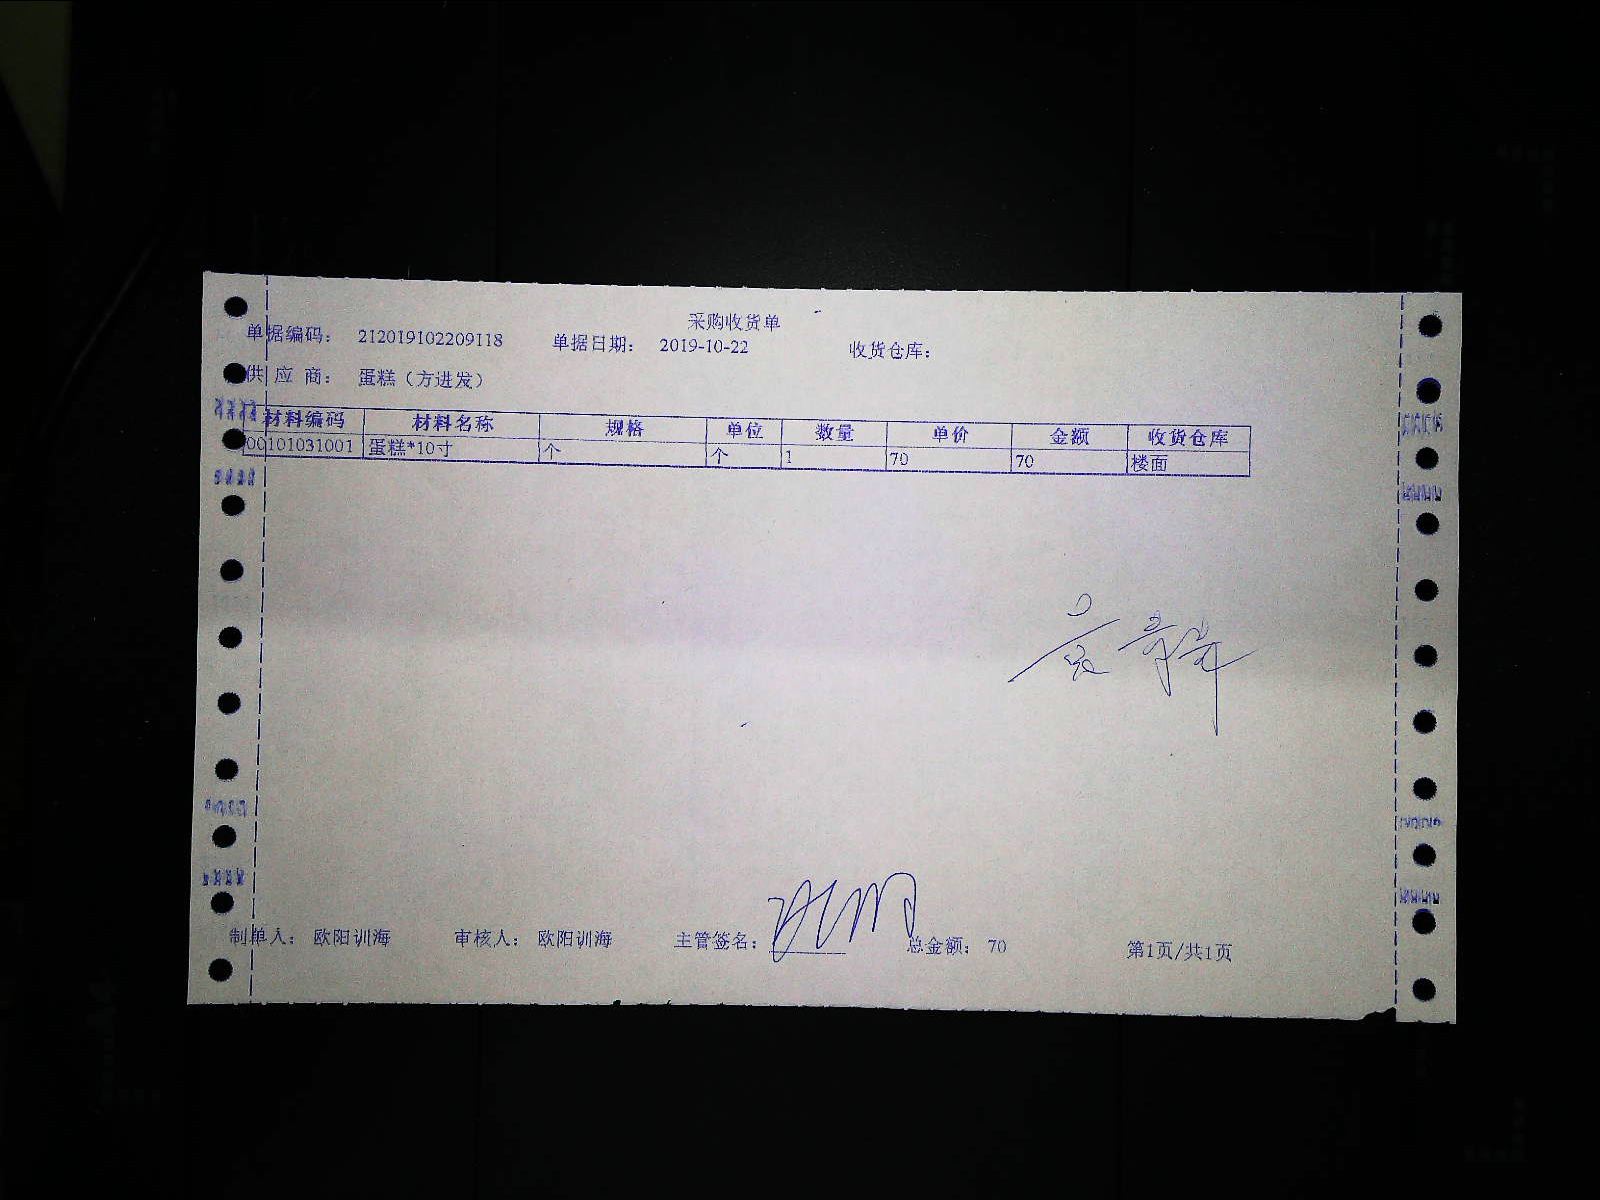 采购收货单
单据编码: 212019102209118 单据日期: 2019-10-22 收货仓库:
供 应 商: 蛋糕（方进发）
材料编码 材料名称 规格 单位 数量 单价 金额 收货仓库
00101031001 蛋糕*10寸 个 个 1 70 70 楼面
制单人: 欧阳训海 审核人: 欧阳训海 主管签名: 总金额: 70 第1页/共1页